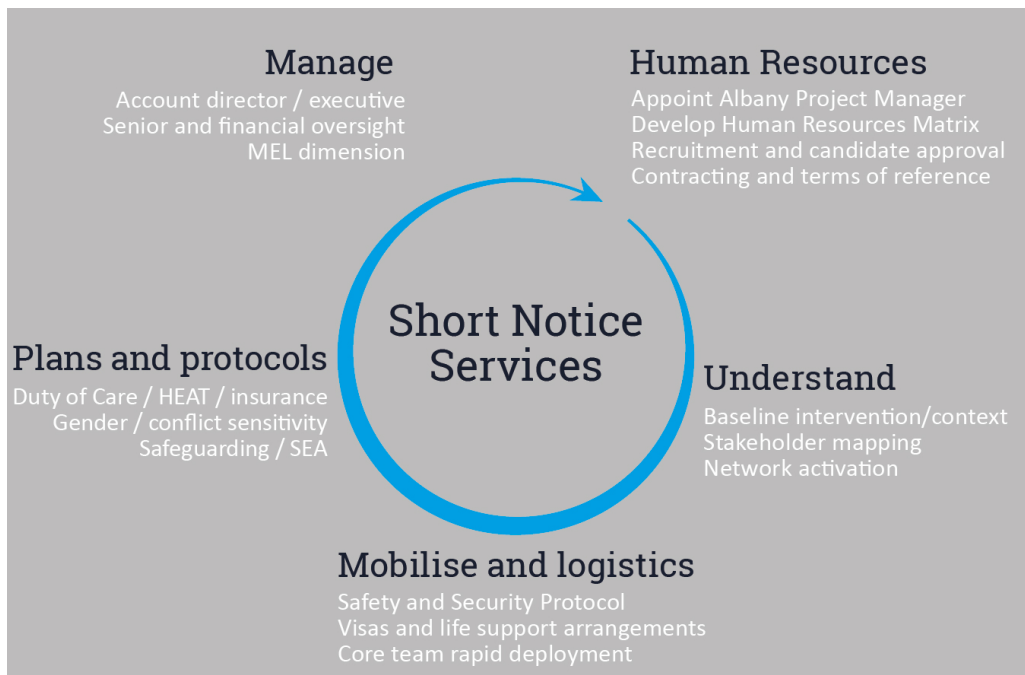 Manage
Account director / executive
Senior and financial oversight
MEL dimension
Human Resources
Appoint Albany Project Manager
Develop Human Resources Matrix
Recruitment and candidate approval
Contracting and terms of reference
Short Notice
Services
Plans and protocols
Duty of Care / HEAT / insurance
Gender / conflict sensitivity
Safeguarding / SEA
Understand
Baseline intervention/context
Stakeholder mapping
Network activation
Mobilise and logistics
Safety and Security Protocol
Visas and life support arrangements
Core team rapid deployment